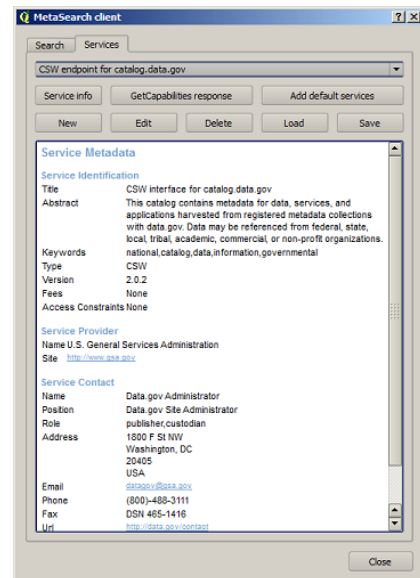 MetaSearch client
Search Services
CSW endpoint for catalog.data.gov
Service info GetCapabilities response Add default services
New Edit Delete Load Save
Service Metadata
Service Identification
Title CSW interface for catalog.data.gov
Abstract This catalog contains metadata for data, services, and
applications harvested from registered metadata collections
with data.gov. Data may be referenced from federal, state,
local, tribal, academic, commercial, or non-profit organizations.
Keywords national,catalog,data,information,governmental
Type CSW
Version 2.0.2
Fees None
Access Constraints None
Service Provider
Name U.S. General Services Administration
Site http://www.gsa.gov
Service Contact
Name Data.gov Administrator
Position Data.gov Site Administrator
Role publisher,custodian
Address 1800 F St NW
Washington, DC
20405
USA
Email datagov@gsa.gov
Phone (800)-488-3111
Fax DSN 465-1416
Url http://data.gov/contact
Close